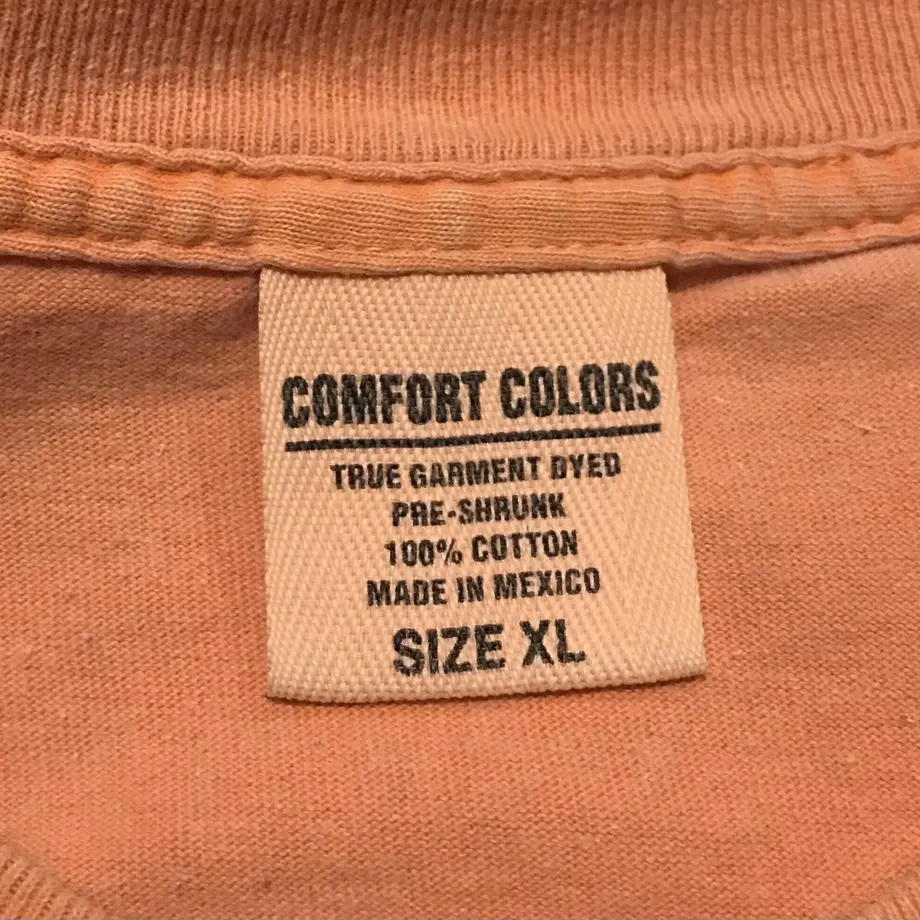 COMFORT COLORS
TRUE GARMENT DYED
PRE-SHRUNK
100% COTTON
MADE IN MEXICO
SIZE XL